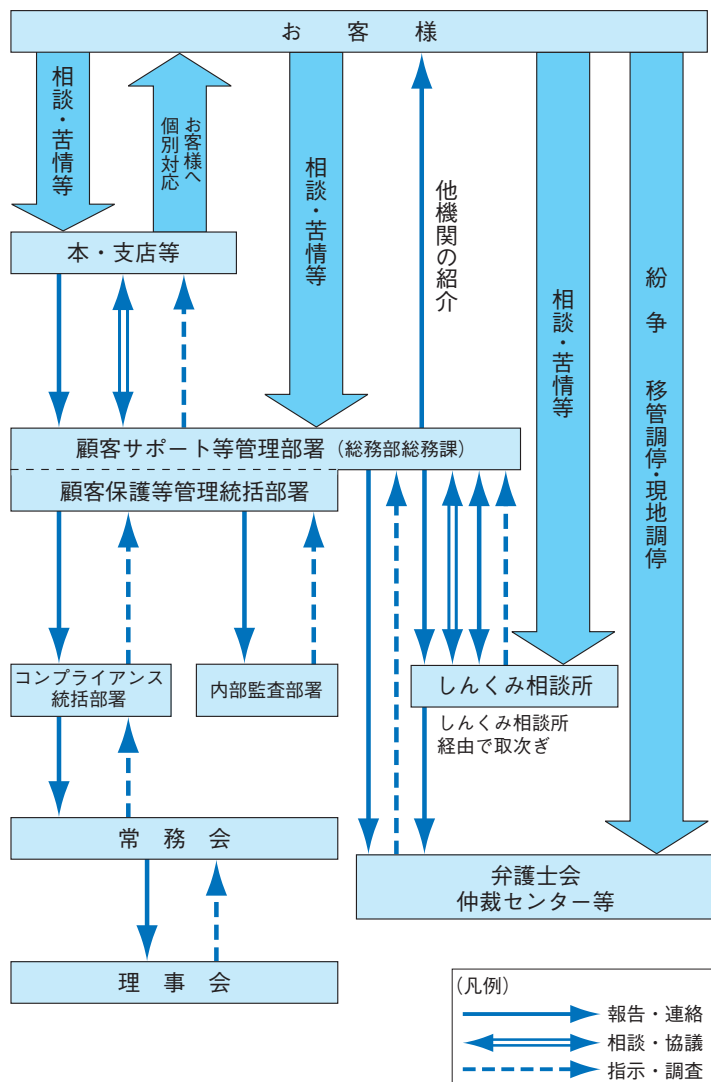 お客様
相談・苦情等
お客様へ
個別対応
相談・苦情等
他機関の紹介
相談・苦情等
紛争　移管調停・現地調停
本・支店等
顧客サポート等管理部署（総務部総務課）
顧客保護等管理統括部署
コンプライアンス
統括部署
内部監査部署
しんくみ相談所
しんくみ相談所
経由で取次ぎ
常務会
弁護士会
仲裁センター等
理事会
（凡例）
報告・連絡
相談・協議
指示・調査